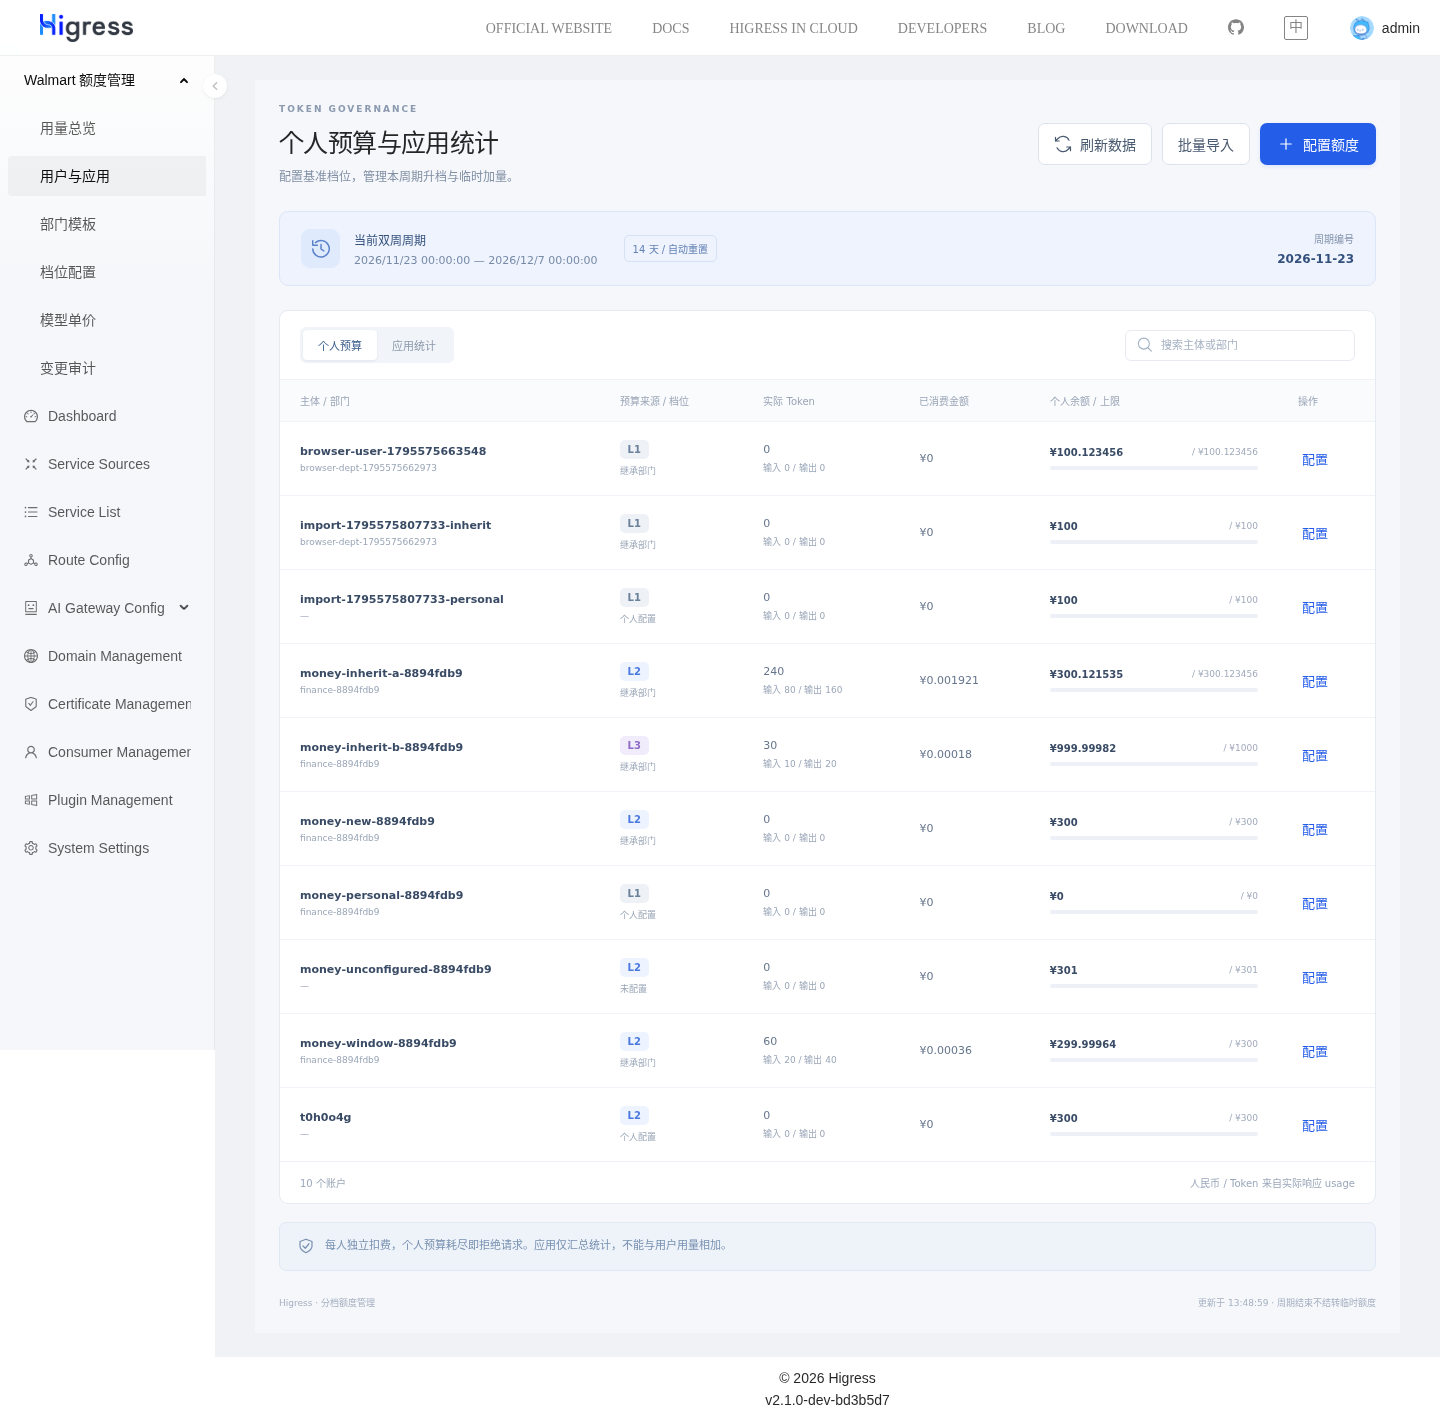 Higress
OFFICIAL WEBSITE DOCS HIGRESS IN CLOUD DEVELOPERS BLOG DOWNLOAD 中 admin
Walmart 额度管理
用量总览
用户与应用
部门模板
档位配置
模型单价
变更审计
Dashboard
Service Sources
Service List
Route Config
AI Gateway Config
Domain Management
Certificate Managemen
Consumer Managemer
Plugin Management
System Settings
TOKEN GOVERNANCE
个人预算与应用统计
配置基准档位，管理本周期升档与临时加量。
刷新数据 批量导入 配置额度
当前双周周期
2026/11/23 00:00:00 — 2026/12/7 00:00:00
14 天 / 自动重置
周期编号
2026-11-23
个人预算 应用统计
搜索主体或部门
主体 / 部门 预算来源 / 档位 实际 Token 已消费金额 个人余额 / 上限 操作
browser-user-1795575663548 L1 0 ¥0 ¥100.123456 / ¥100.123456 配置
browser-dept-1795575662973 继承部门 输入 0 / 输出 0
import-1795575807733-inherit L1 0 ¥0 ¥100 / ¥100 配置
browser-dept-1795575662973 继承部门 输入 0 / 输出 0
import-1795575807733-personal L1 0 ¥0 ¥100 / ¥100 配置
— 个人配置 输入 0 / 输出 0
money-inherit-a-8894fdb9 L2 240 ¥0.001921 ¥300.121535 / ¥300.123456 配置
finance-8894fdb9 继承部门 输入 80 / 输出 160
money-inherit-b-8894fdb9 L3 30 ¥0.00018 ¥999.99982 / ¥1000 配置
finance-8894fdb9 继承部门 输入 10 / 输出 20
money-new-8894fdb9 L2 0 ¥0 ¥300 / ¥300 配置
finance-8894fdb9 继承部门 输入 0 / 输出 0
money-personal-8894fdb9 L1 0 ¥0 ¥0 / ¥0 配置
finance-8894fdb9 个人配置 输入 0 / 输出 0
money-unconfigured-8894fdb9 L2 0 ¥0 ¥301 / ¥301 配置
— 未配置 输入 0 / 输出 0
money-window-8894fdb9 L2 60 ¥0.00036 ¥299.99964 / ¥300 配置
finance-8894fdb9 继承部门 输入 20 / 输出 40
t0h0o4g L2 0 ¥0 ¥300 / ¥300 配置
— 个人配置 输入 0 / 输出 0
10 个账户 人民币 / Token 来自实际响应 usage
每人独立扣费，个人预算耗尽即拒绝请求。应用仅汇总统计，不能与用户用量相加。
Higress · 分档额度管理 更新于 13:48:59 · 周期结束不结转临时额度
© 2026 Higress
v2.1.0-dev-bd3b5d7